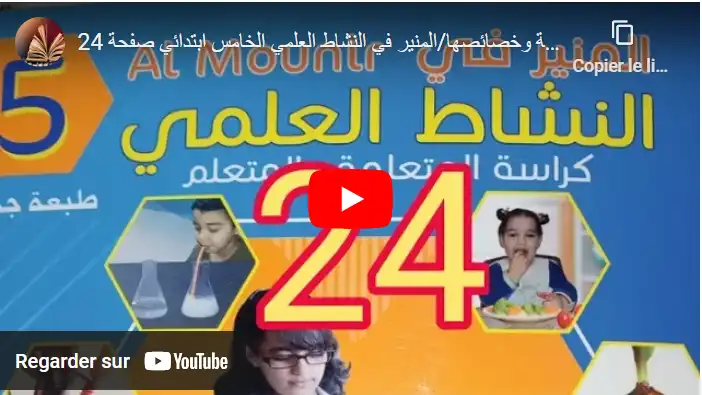 ة وخصائصها/المنير في النشاط العلمي الخامس ابتدائي صفحة 24...
Copier le li...
المنير في Al Mounir
النشاط العلمي
كراسة المتعلمة والمتعلم
5
24
Regarder sur YouTube